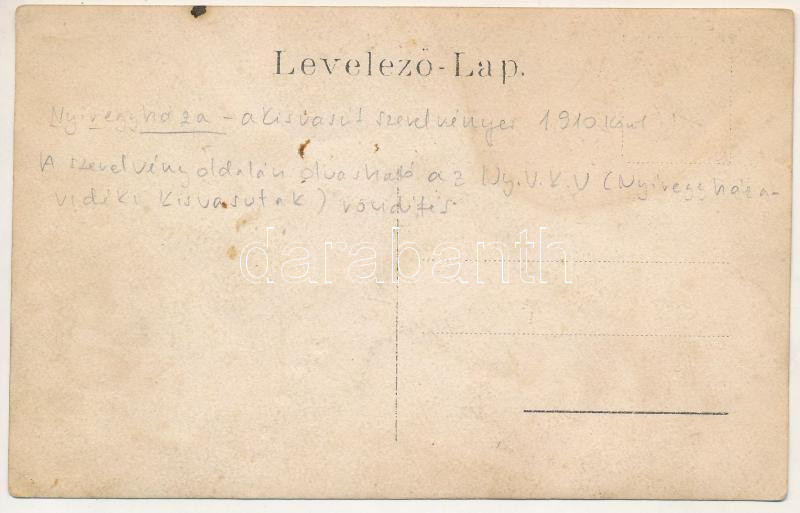 Levelező-Lap.
Nyíregyháza - a kisvasút szerelvényei 1910 körül
A szerelvény oldalán olvasható az Ny.V.K.V (Nyíregyháza-
vidéki kisvasutak) rövidítés
darabanth